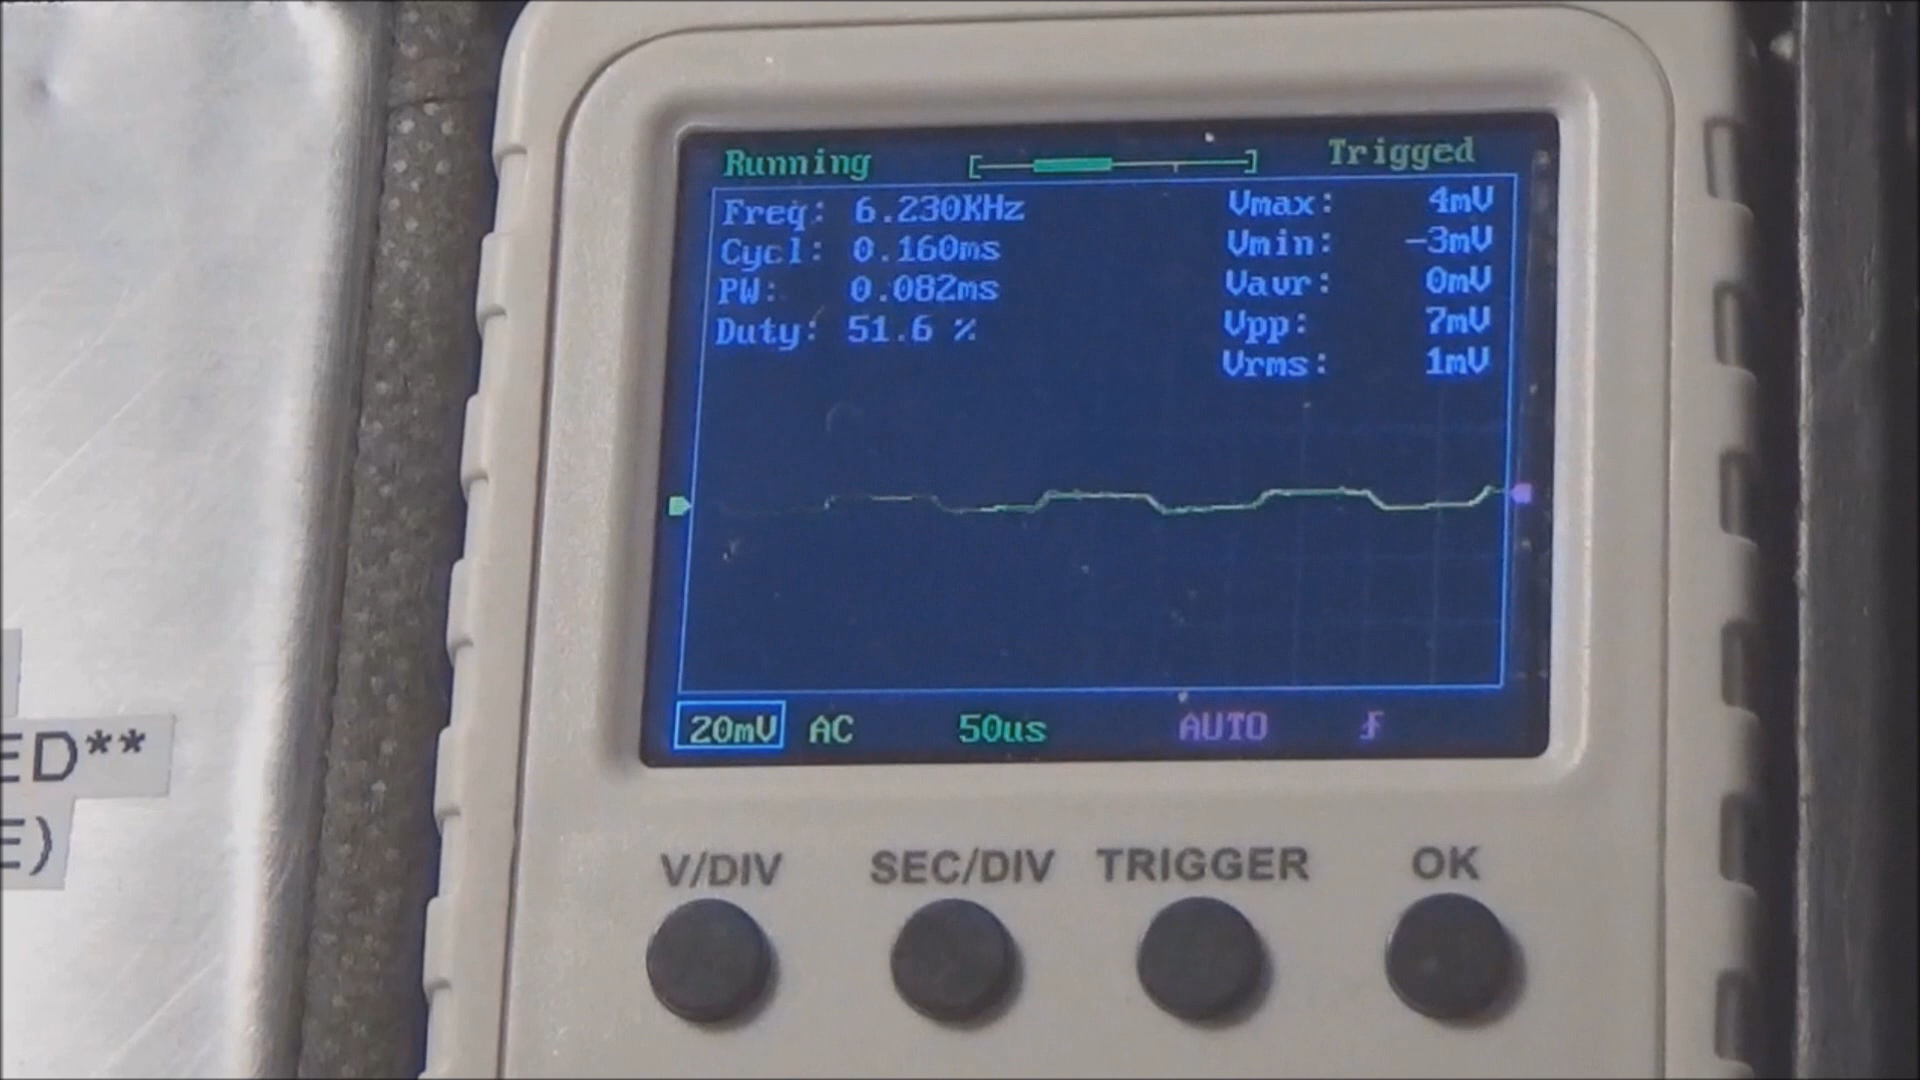 Running Trigged
Freq: 6.230KHz Vmax: 4mV
Cycl: 0.160ms Vmin: -3mV
PW: 0.082ms Vavr: 0mV
Duty: 51.6 % Vpp: 7mV
Vrms: 1mV
20mV AC 50us AUTO
V/DIV SEC/DIV TRIGGER OK
ED**
E)